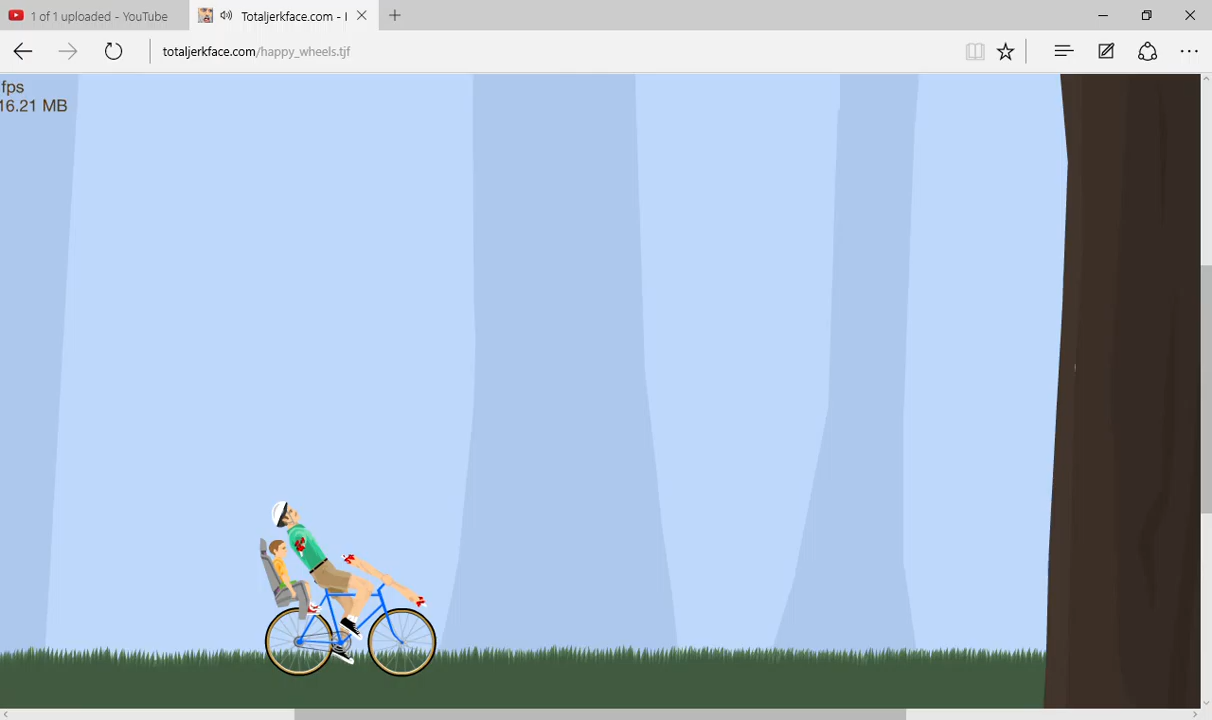 1 of 1 uploaded - YouTube
Totaljerkface.com - I
totaljerkface.com/happy_wheels.tjf
fps
16.21 MB